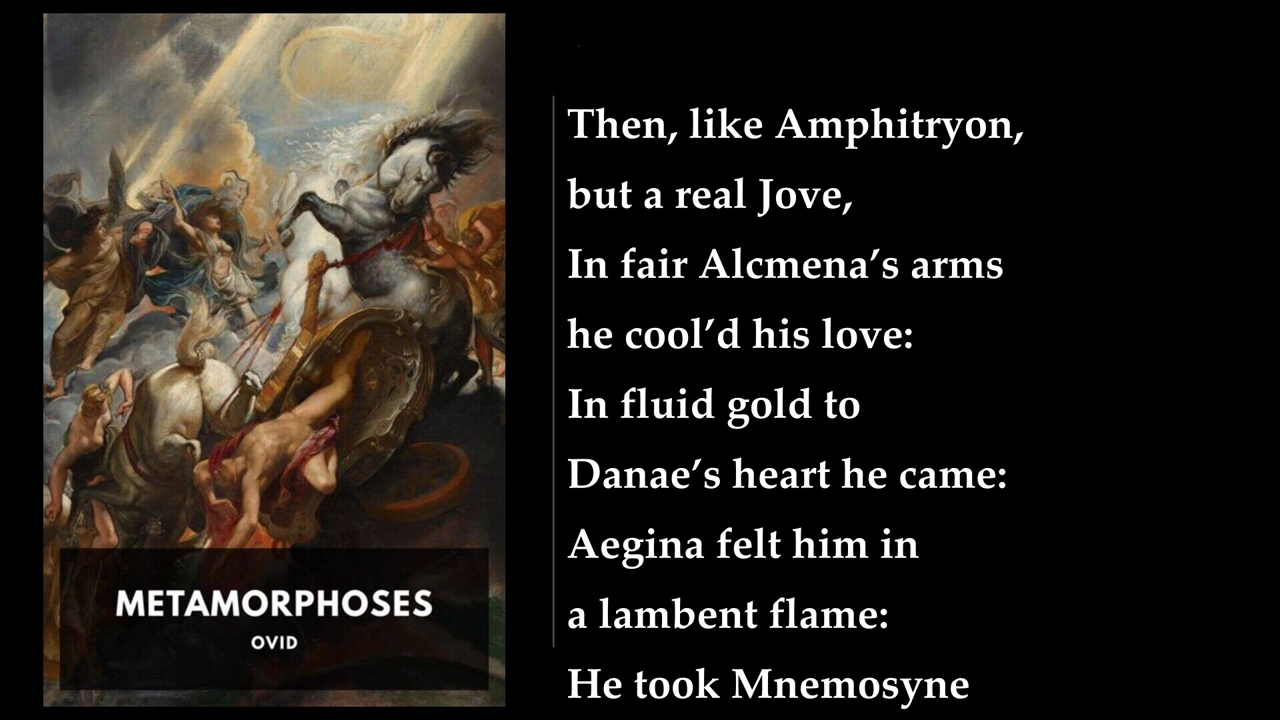 METAMORPHOSES
OVID
Then, like Amphitryon,
but a real Jove,
In fair Alcmena’s arms
he cool’d his love:
In fluid gold to
Danae’s heart he came:
Aegina felt him in
a lambent flame:
He took Mnemosyne